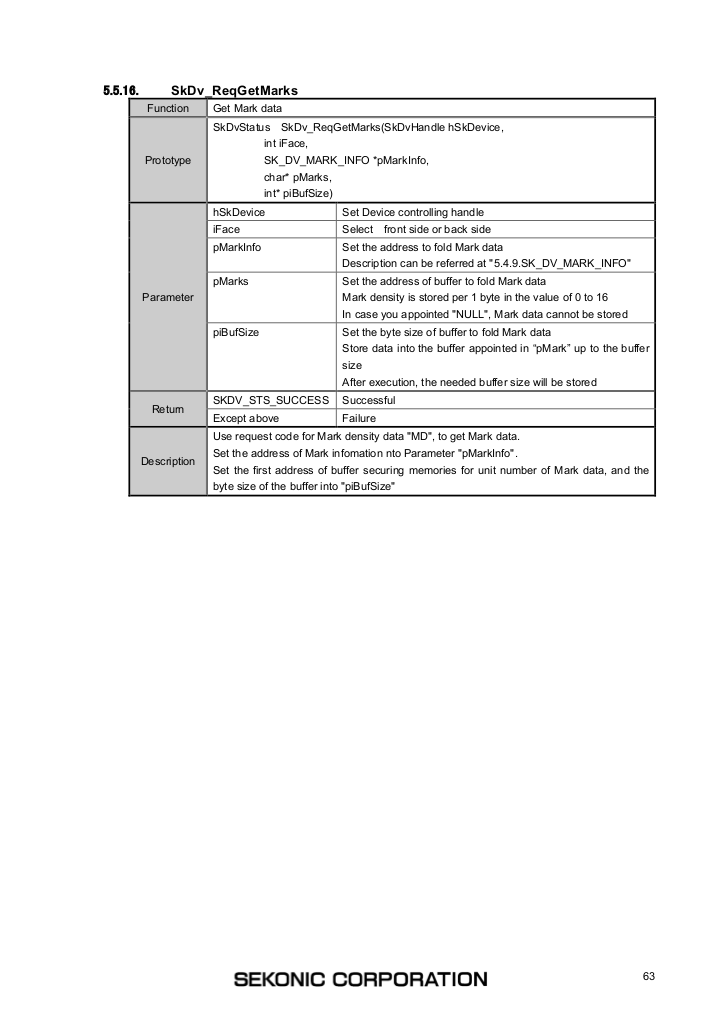 5.5.16. SkDv_ReqGetMarks
Function Get Mark data
SkDvStatus SkDv_ReqGetMarks(SkDvHandle hSkDevice,
int iFace,
Prototype SK_DV_MARK_INFO *pMarkInfo,
char* pMarks,
int* piBufSize)
hSkDevice Set Device controlling handle
iFace Select front side or back side
pMarkInfo Set the address to fold Mark data
Description can be referred at "5.4.9.SK_DV_MARK_INFO"
pMarks Set the address of buffer to fold Mark data
Parameter Mark density is stored per 1 byte in the value of 0 to 16
In case you appointed "NULL", Mark data cannot be stored
piBufSize Set the byte size of buffer to fold Mark data
Store data into the buffer appointed in “pMark” up to the buffer
size
After execution, the needed buffer size will be stored
Return SKDV_STS_SUCCESS Successful
Except above Failure
Use request code for Mark density data "MD", to get Mark data.
Description Set the address of Mark infomation nto Parameter "pMarkInfo".
Set the first address of buffer securing memories for unit number of Mark data, and the
byte size of the buffer into "piBufSize"
SEKONIC CORPORATION 63